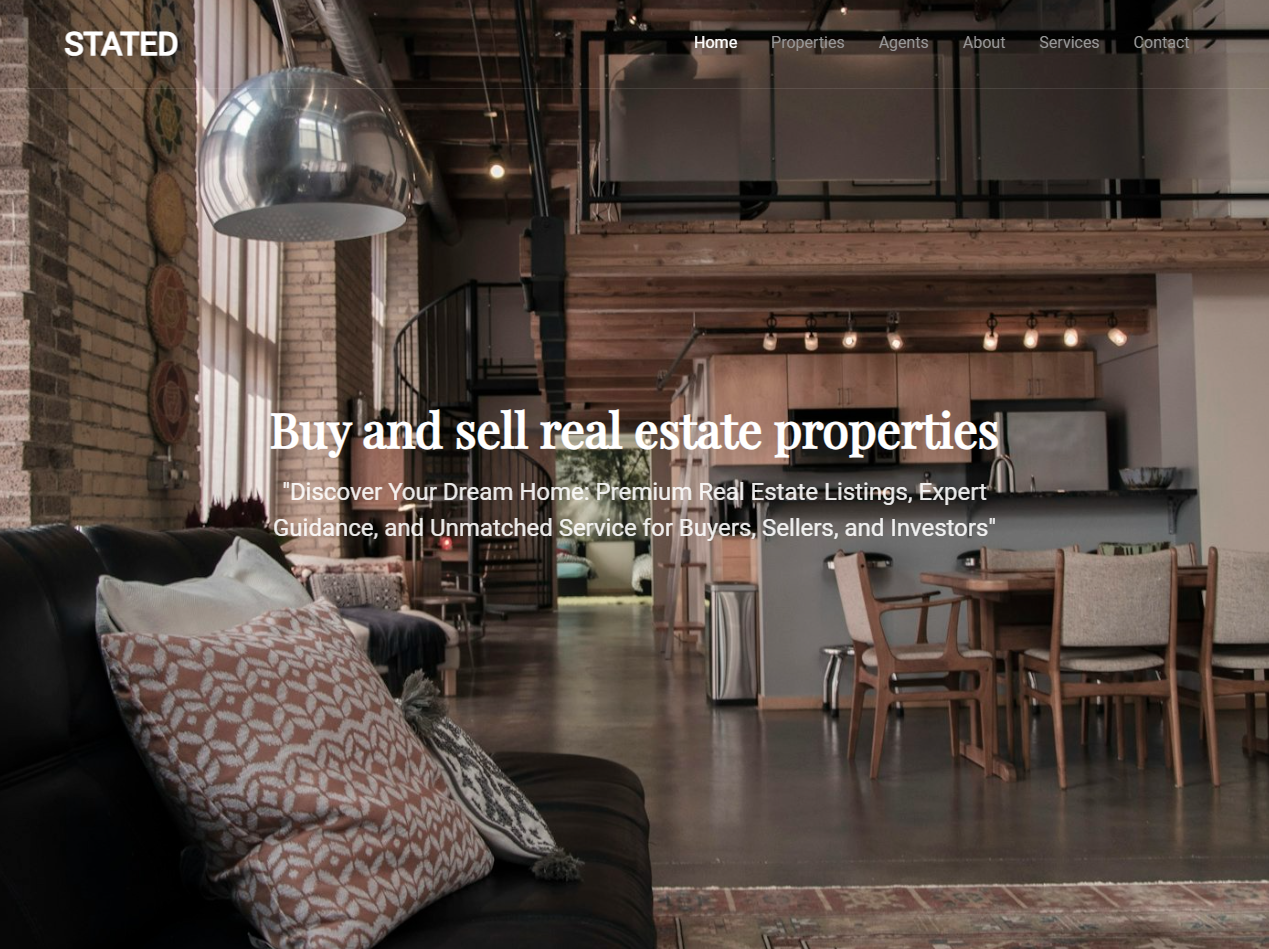 STATED
Home Properties Agents About Services Contact
Buy and sell real estate properties
"Discover Your Dream Home: Premium Real Estate Listings, Expert
Guidance, and Unmatched Service for Buyers, Sellers, and Investors"